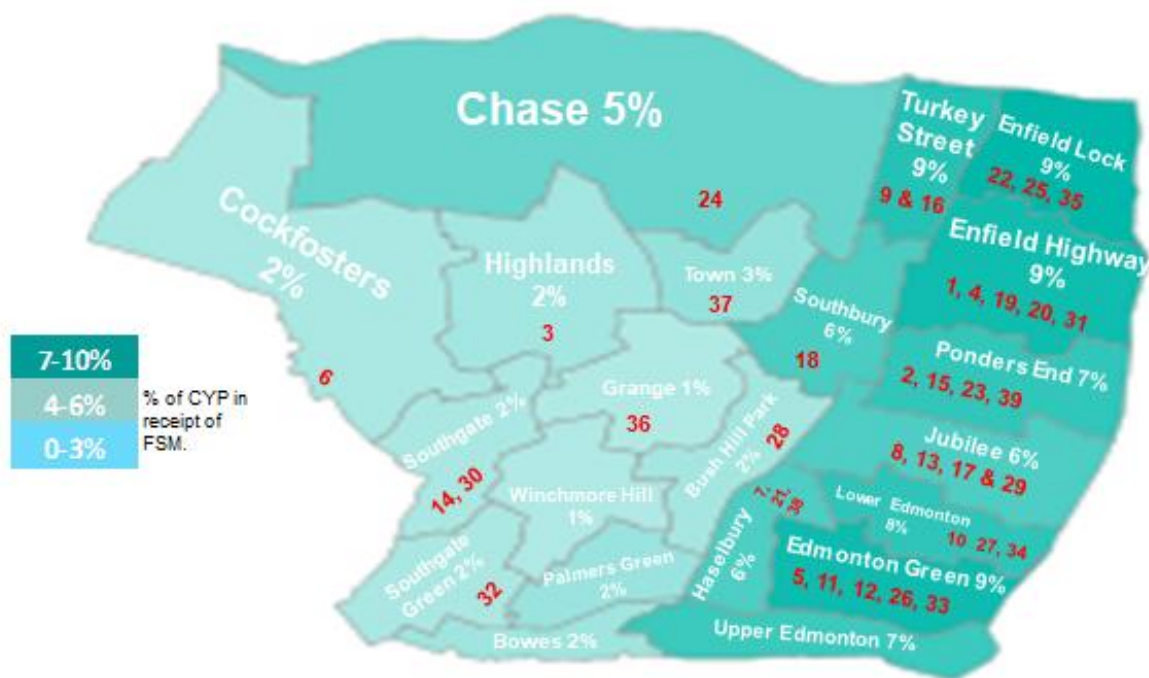 Chase 5%
24
Turkey
Street
9%
9 & 16
Enfield Lock
9%
22, 25, 35
Cockfosters
2%
6
Highlands
2%
3
Town 3%
37
Southbury
6%
18
Enfield Highway
9%
1, 4, 19, 20, 31
7-10%
4-6%
0-3%
% of CYP in
receipt of
FSM.
Grange 1%
36
Ponders End 7%
2, 15, 23, 39
Southgate 2%
14, 30
Bush Hill Park
2%
28
Jubilee 6%
8, 13, 17 & 29
Winchmore Hill
1%
Haselbury
6%
7,
21,
38
Lower Edmonton
8%
10 27, 34
Southgate
Green 2%
32
Palmers Green
2%
Edmonton Green 9%
5, 11, 12, 26, 33
Bowes 2%
Upper Edmonton 7%